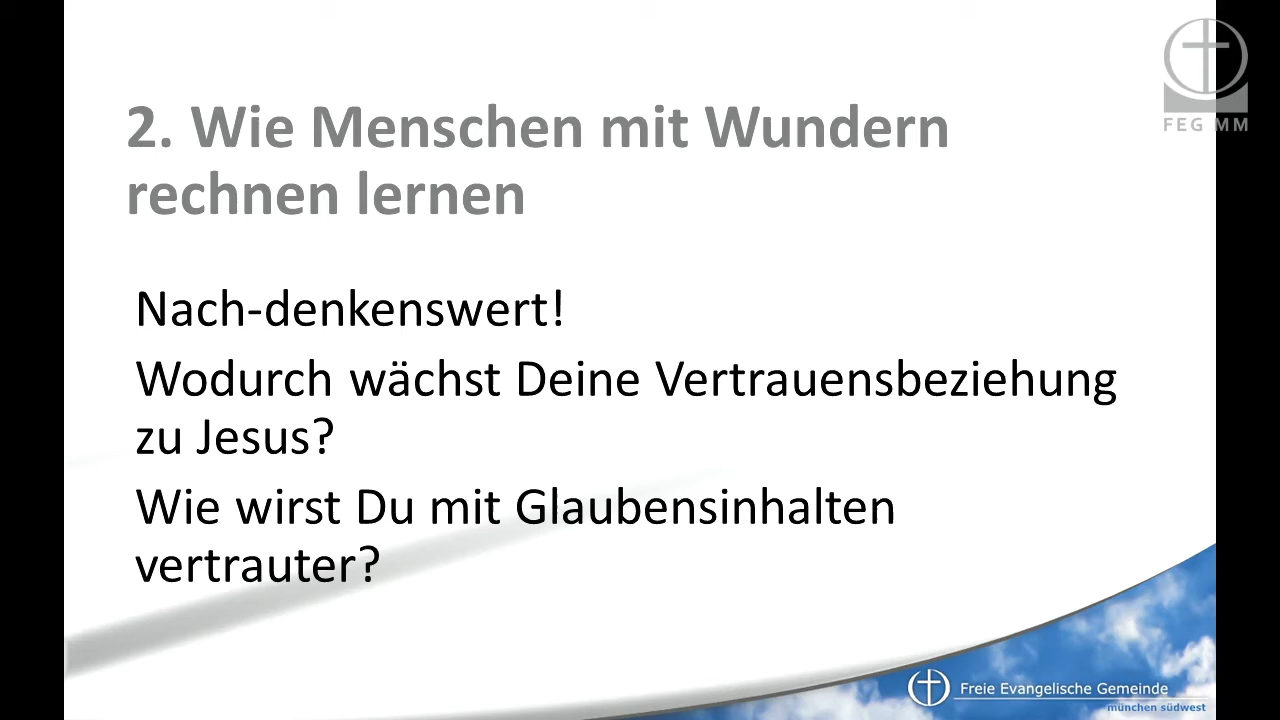 FEG MM
2. Wie Menschen mit Wundern
rechnen lernen
Nach-denkenswert!
Wodurch wächst Deine Vertrauensbeziehung
zu Jesus?
Wie wirst Du mit Glaubensinhalten
vertrauter?
Freie Evangelische Gemeinde
münchen südwest